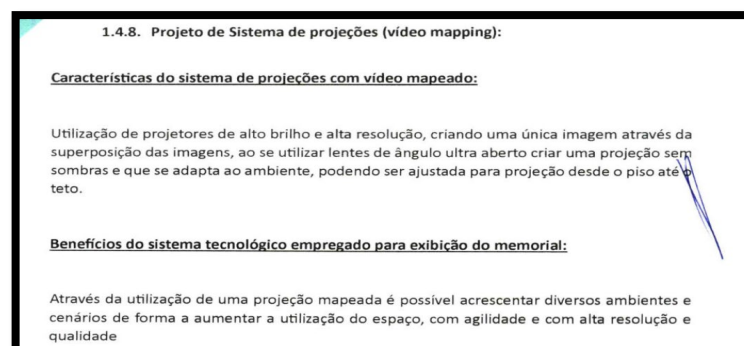 1.4.8. Projeto de Sistema de projeções (vídeo mapping):
Características do sistema de projeções com vídeo mapeado:
Utilização de projetores de alto brilho e alta resolução, criando uma única imagem através da
superposição das imagens, ao se utilizar lentes de ângulo ultra aberto criar uma projeção sem
sombras e que se adapta ao ambiente, podendo ser ajustada para projeção desde o piso até o
teto.
Benefícios do sistema tecnológico empregado para exibição do memorial:
Através da utilização de uma projeção mapeada é possível acrescentar diversos ambientes e
cenários de forma a aumentar a utilização do espaço, com agilidade e com alta resolução e
qualidade